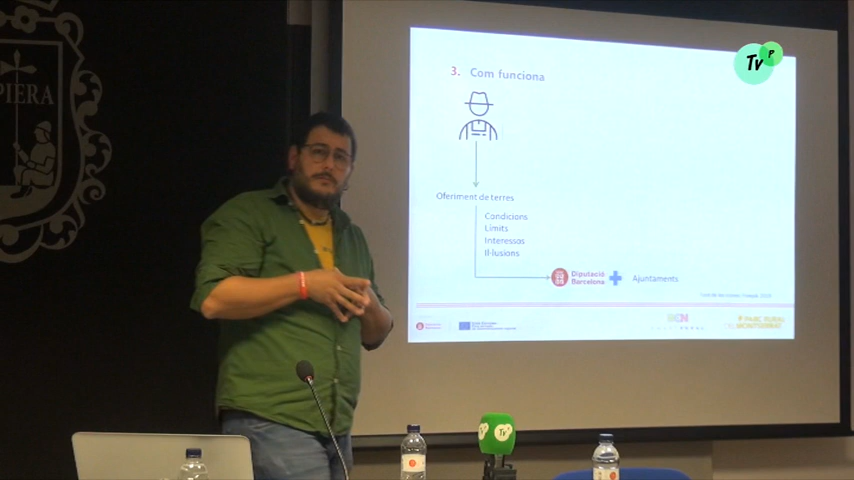 PIERA
3. Com funciona
Tv P
Oferiment de terres
Condicions
Límits
Interessos
Il·lusions
Diputació
Barcelona
Ajuntaments
BCN
PARC RURAL
MONTSERRAT
Tv